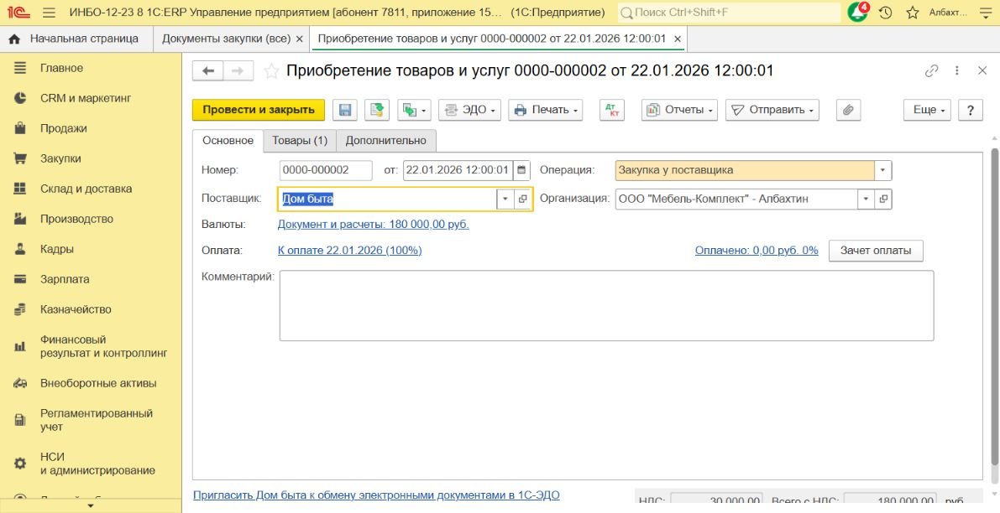 1С ИНБО-12-23 8 1С:ERP Управление предприятием [абонент 7811, приложение 15... (1С:Предприятие) Поиск Ctrl+Shift+F 4 Албахт...
Начальная страница Документы закупки (все) × Приобретение товаров и услуг 0000-000002 от 22.01.2026 12:00:01 ×
Главное
CRM и маркетинг
Продажи
Закупки
Склад и доставка
Производство
Кадры
Зарплата
Казначейство
Финансовый
результат и контроллинг
Внеоборотные активы
Регламентированный
учет
НСИ
и администрирование
Приобретение товаров и услуг 0000-000002 от 22.01.2026 12:00:01
Провести и закрыть ЭДО Печать Дт Кт Отчеты Отправить Еще ?
Основное Товары (1) Дополнительно
Номер: 0000-000002 от: 22.01.2026 12:00:01 Операция: Закупка у поставщика
Поставщик: Дом быта Организация: ООО "Мебель-Комплект" - Албахтин
Валюты: Документ и расчеты: 180 000,00 руб.
Оплата: К оплате 22.01.2026 (100%) Оплачено: 0,00 руб. 0% Зачет оплаты
Комментарий:
Пригласить Дом быта к обмену электронными документами в 1С-ЭДО
НДС: 30 000,00 Всего с НДС: 180 000,00 руб.